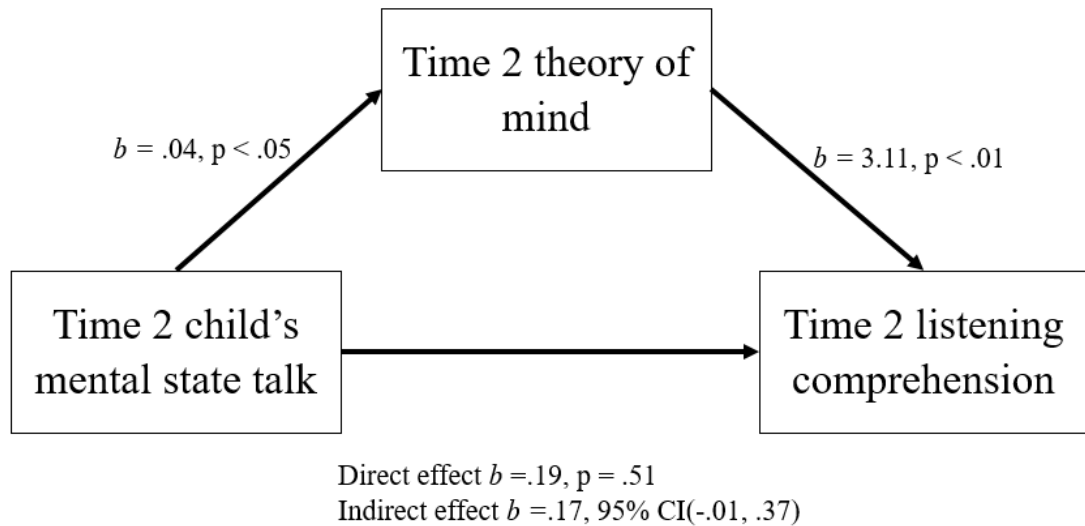 Time 2 theory of
mind
b = .04, p < .05
b = 3.11, p < .01
Time 2 child’s
mental state talk
Time 2 listening
comprehension
Direct effect b =.19, p = .51
Indirect effect b =.17, 95% CI(-.01, .37)